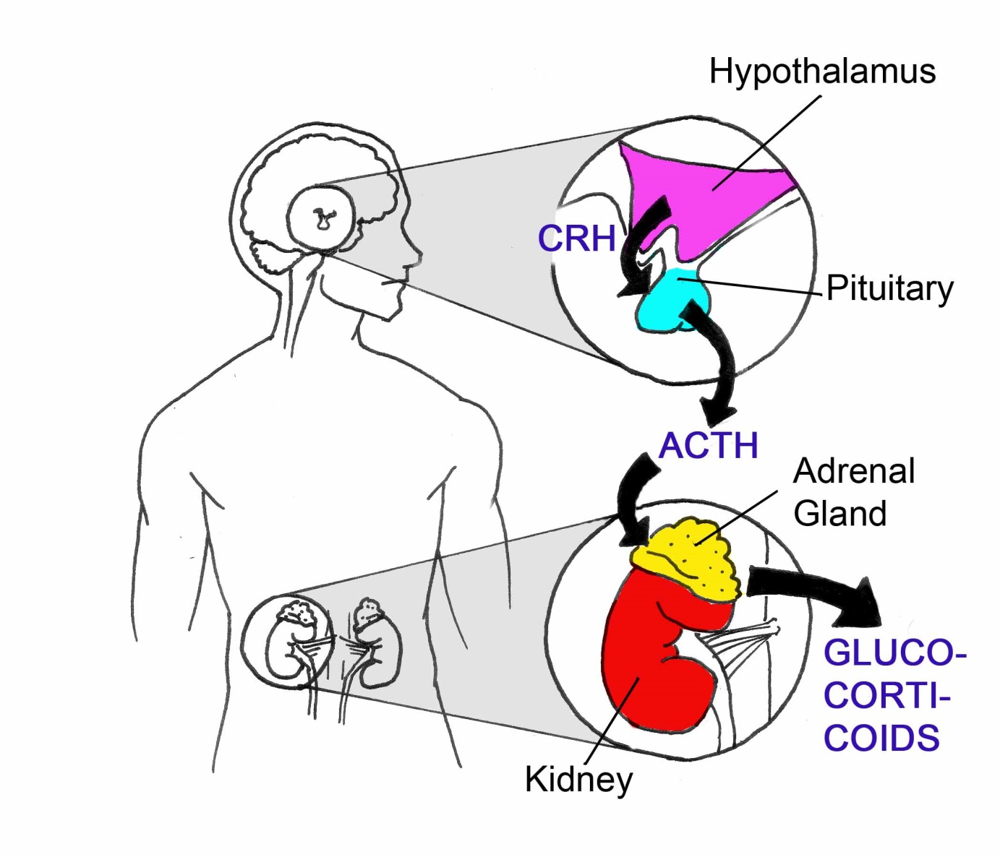 Hypothalamus
CRH
Pituitary
ACTH
Adrenal
Gland
GLUCO-
CORTI-
COIDS
Kidney